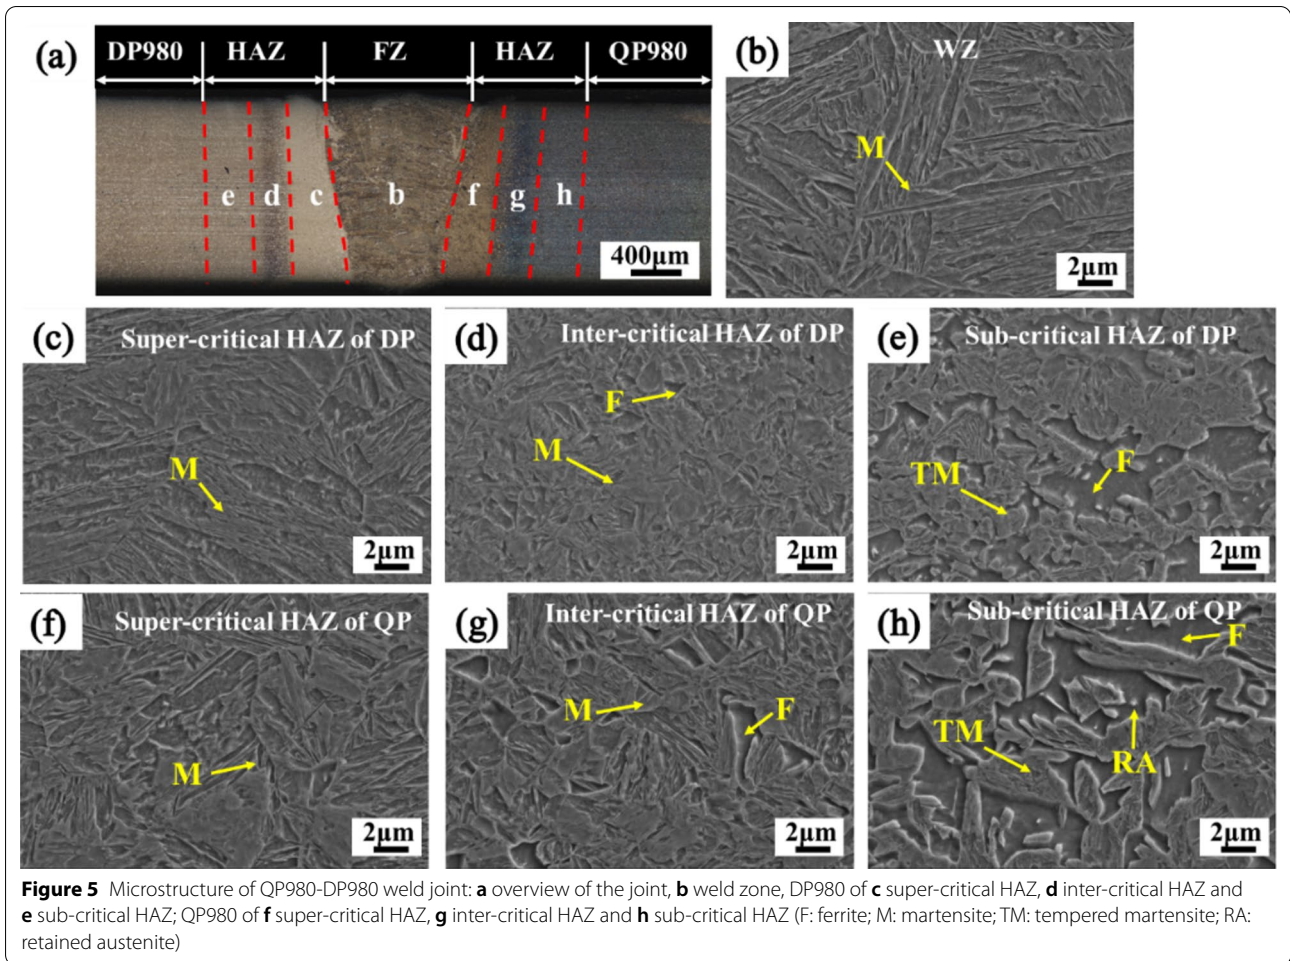 (a)
DP980 HAZ FZ HAZ QP980
e d c b f g h
400μm
(b)
WZ
M
2μm
(c)
Super-critical HAZ of DP
M
2μm
(d)
Inter-critical HAZ of DP
F
M
2μm
(e)
Sub-critical HAZ of DP
TM
F
2μm
(f)
Super-critical HAZ of QP
M
2μm
(g)
Inter-critical HAZ of QP
M
F
2μm
(h)
Sub-critical HAZ of QP
F
TM
RA
2μm
Figure 5 Microstructure of QP980-DP980 weld joint: a overview of the joint, b weld zone, DP980 of c super-critical HAZ, d inter-critical HAZ and
e sub-critical HAZ; QP980 of f super-critical HAZ, g inter-critical HAZ and h sub-critical HAZ (F: ferrite; M: martensite; TM: tempered martensite; RA:
retained austenite)